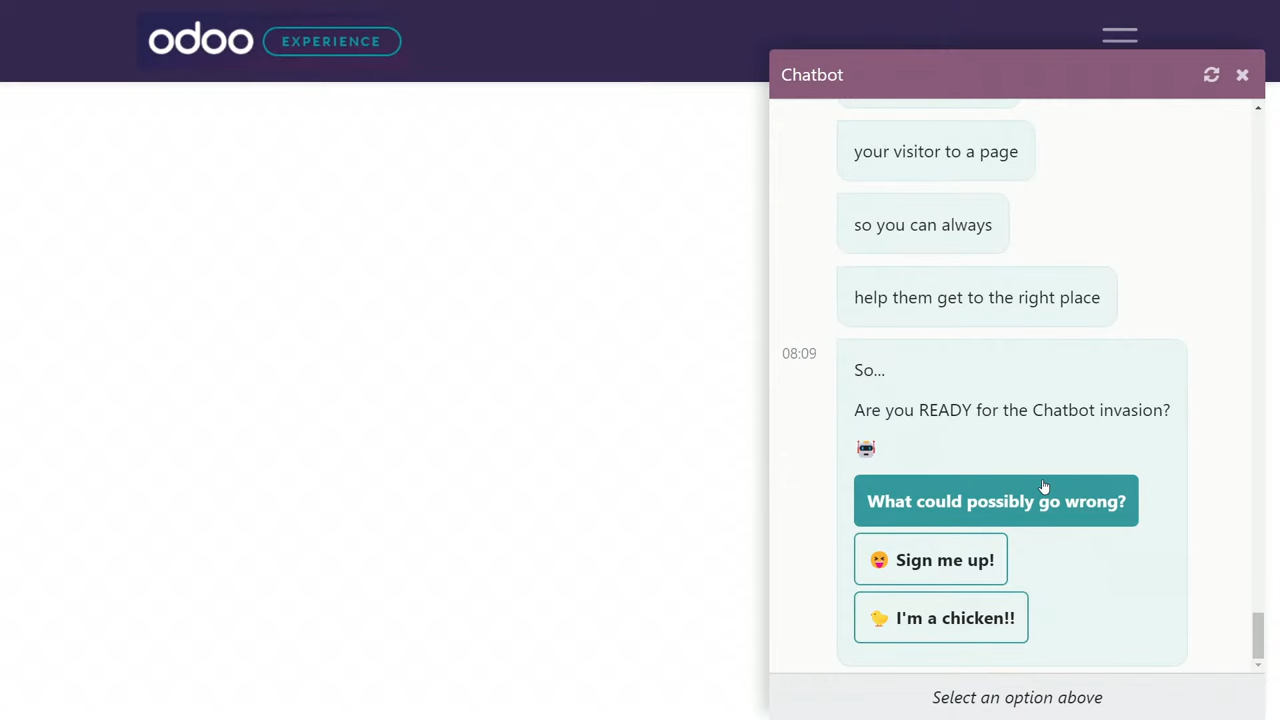 odoo EXPERIENCE
Chatbot
your visitor to a page
so you can always
help them get to the right place
08:09
So...
Are you READY for the Chatbot invasion?
What could possibly go wrong?
Sign me up!
I'm a chicken!!
Select an option above